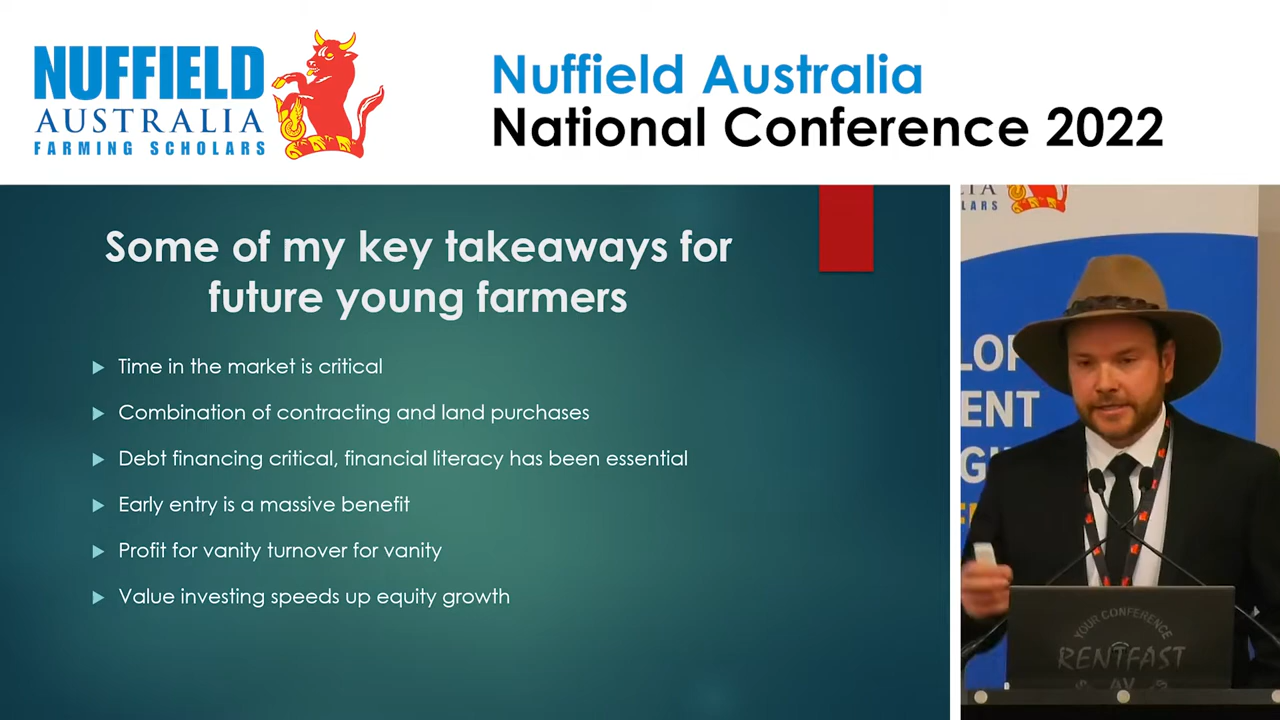 NUFFIELD
AUSTRALIA
FARMING SCHOLARS
Nuffield Australia
National Conference 2022
Some of my key takeaways for
future young farmers
Time in the market is critical
Combination of contracting and land purchases
Debt financing critical, financial literacy has been essential
Early entry is a massive benefit
Profit for vanity turnover for vanity
Value investing speeds up equity growth
LARS
ENT
YOUR CONFERENCE
RENTFAST
AV